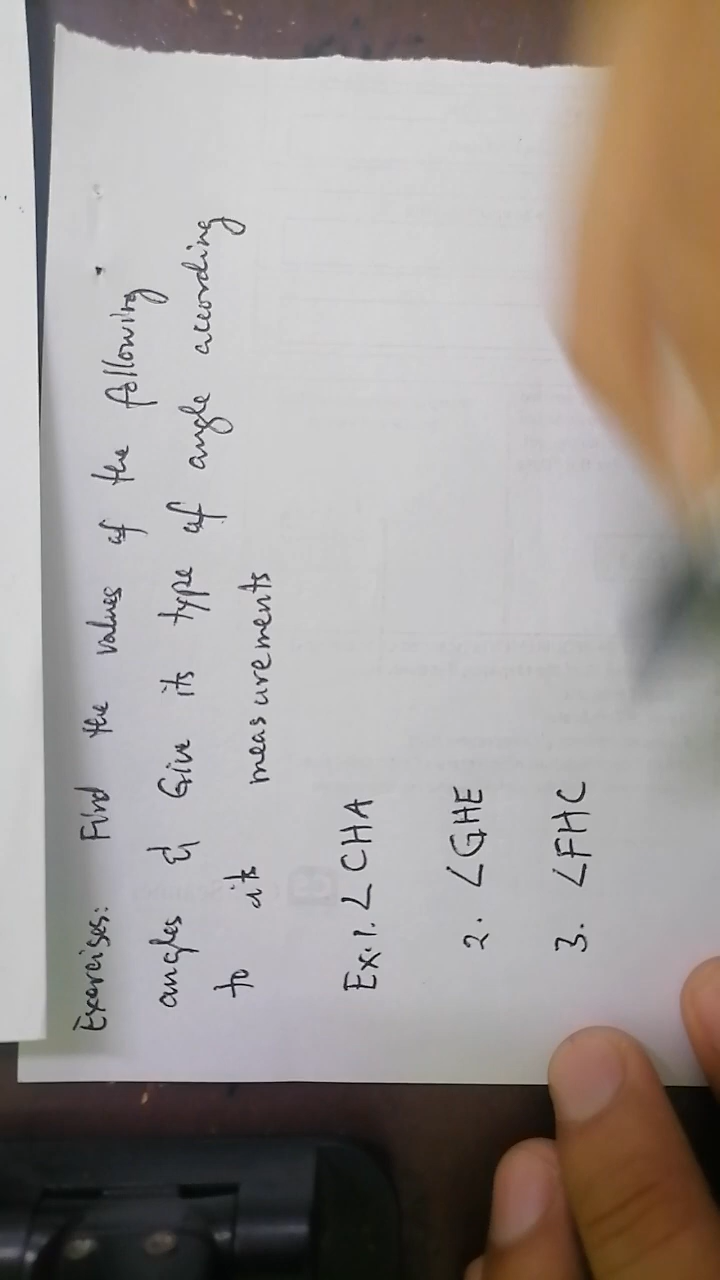 Exercises: Find the values of the following
angles & Give its type of angle according
to its measurements
Ex. 1. ∠CHA
2. ∠GHE
3. ∠FHC